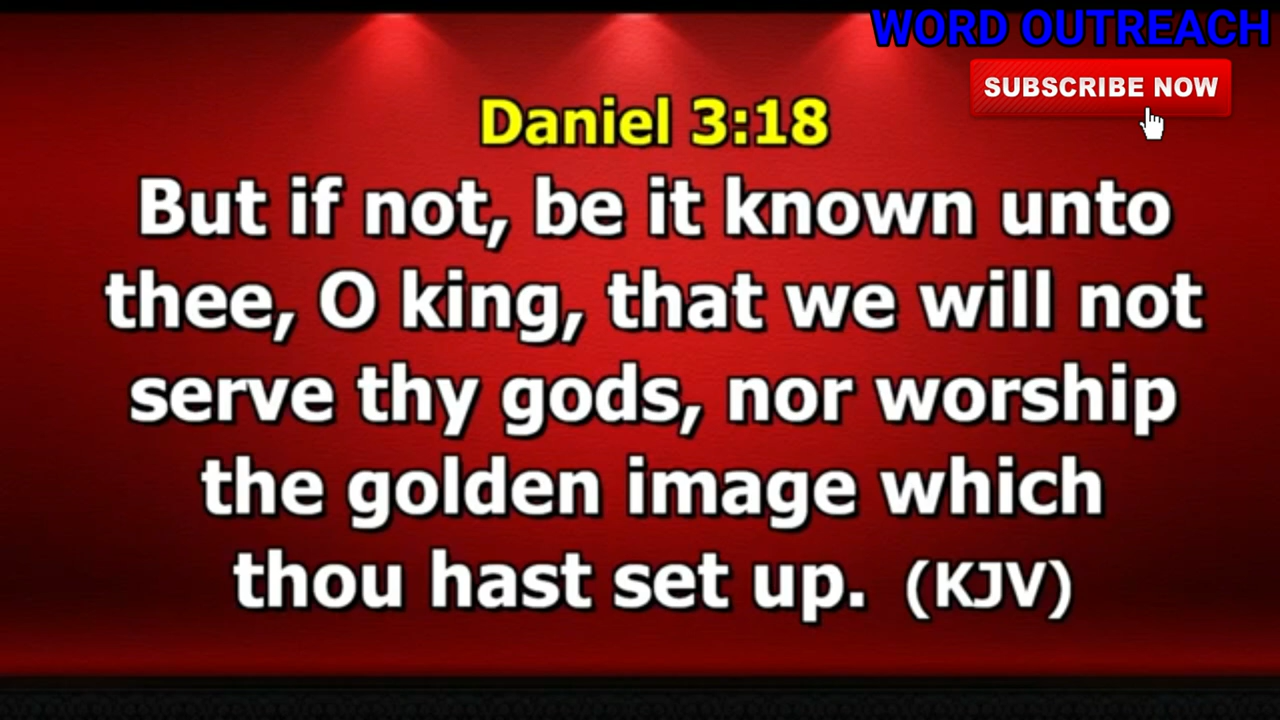 WORD OUTREACH
SUBSCRIBE NOW
Daniel 3:18
But if not, be it known unto
thee, O king, that we will not
serve thy gods, nor worship
the golden image which
thou hast set up. (KJV)